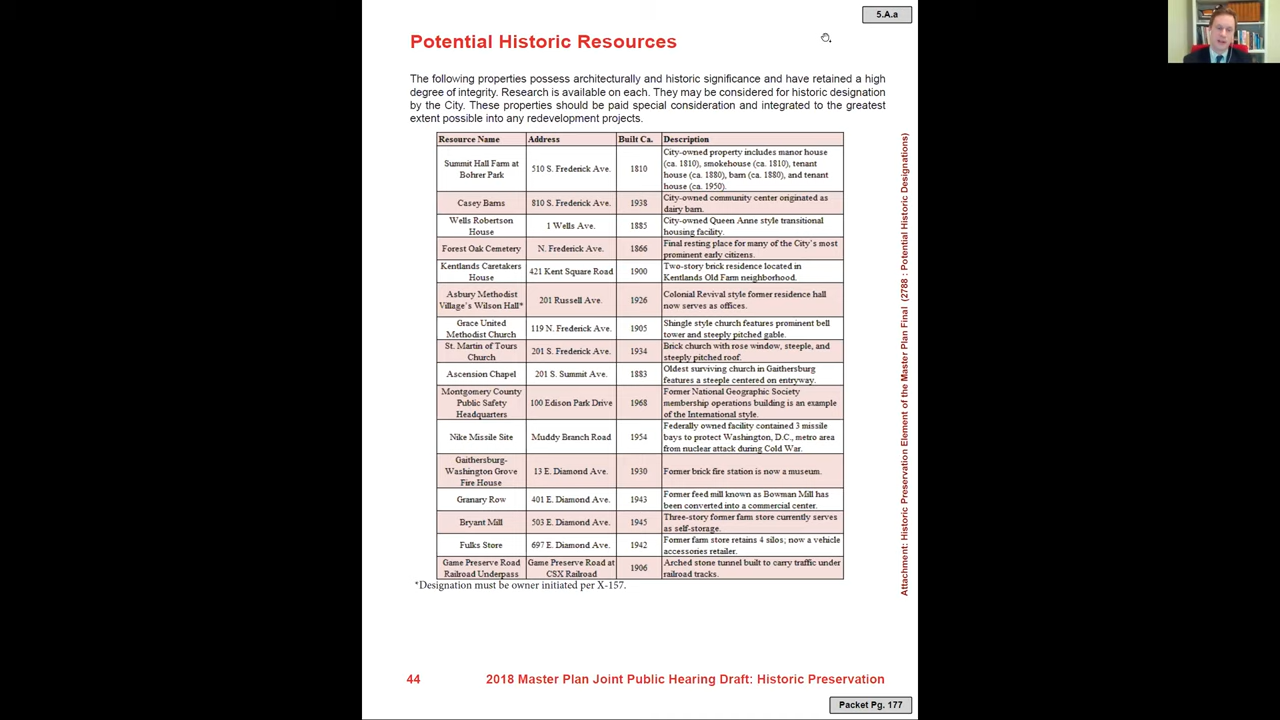 5.A.a
Potential Historic Resources
The following properties possess architecturally and historic significance and have retained a high
degree of integrity. Research is available on each. They may be considered for historic designation
by the City. These properties should be paid special consideration and integrated to the greatest
extent possible into any redevelopment projects.
Resource Name Address Built Ca. Description
Summit Hall Farm at
Bohrer Park
510 S. Frederick Ave.
1810
City-owned property includes manor house
(ca. 1810), smokehouse (ca. 1810), tenant
house (ca. 1880), barn (ca. 1880), and tenant
house (ca. 1950).
Casey Barns
810 S. Frederick Ave.
1938
City-owned community center originated as
dairy barn.
Wells Robertson
House
1 Wells Ave.
1885
City-owned Queen Anne style transitional
housing facility.
Forest Oak Cemetery
N. Frederick Ave.
1866
Final resting place for many of the City's most
prominent early citizens.
Kentlands Caretakers
House
421 Kent Square Road
1900
Two-story brick residence located in
Kentlands Old Farm neighborhood.
Asbury Methodist
Village's Wilson Hall*
201 Russell Ave.
1926
Colonial Revival style former residence hall
now serves as offices.
Grace United
Methodist Church
119 N. Frederick Ave.
1905
Shingle style church features prominent bell
tower and steeply pitched gable.
St. Martin of Tours
Church
201 S. Frederick Ave.
1934
Brick church with rose window, steeple, and
steeply pitched roof.
Ascension Chapel
201 S. Summit Ave.
1883
Oldest surviving church in Gaithersburg
features a steeple centered on entryway.
Montgomery County
Public Safety
Headquarters
100 Edison Park Drive
1968
Former National Geographic Society
membership operations building is an example
of the International style.
Nike Missile Site
Muddy Branch Road
1954
Federally owned facility contained 3 missile
bays to protect Washington, D.C., metro area
from nuclear attack during Cold War.
Gaithersburg-
Washington Grove
Fire House
13 E. Diamond Ave.
1930
Former brick fire station is now a museum.
Granary Row
401 E. Diamond Ave.
1943
Former feed mill known as Bowman Mill has
been converted into a commercial center.
Bryant Mill
503 E. Diamond Ave.
1945
Three-story former farm store currently serves
as self-storage.
Fulks Store
697 E. Diamond Ave.
1942
Former farm store retains 4 silos; now a vehicle
accessories retailer.
Game Preserve Road
Railroad Underpass
Game Preserve Road at
CSX Railroad
1906
Arched stone tunnel built to carry traffic under
railroad tracks.
*Designation must be owner initiated per X-157.
Attachment: Historic Preservation Element of the Master Plan Final (2788 : Potential Historic Designations)
44 2018 Master Plan Joint Public Hearing Draft: Historic Preservation
Packet Pg. 177